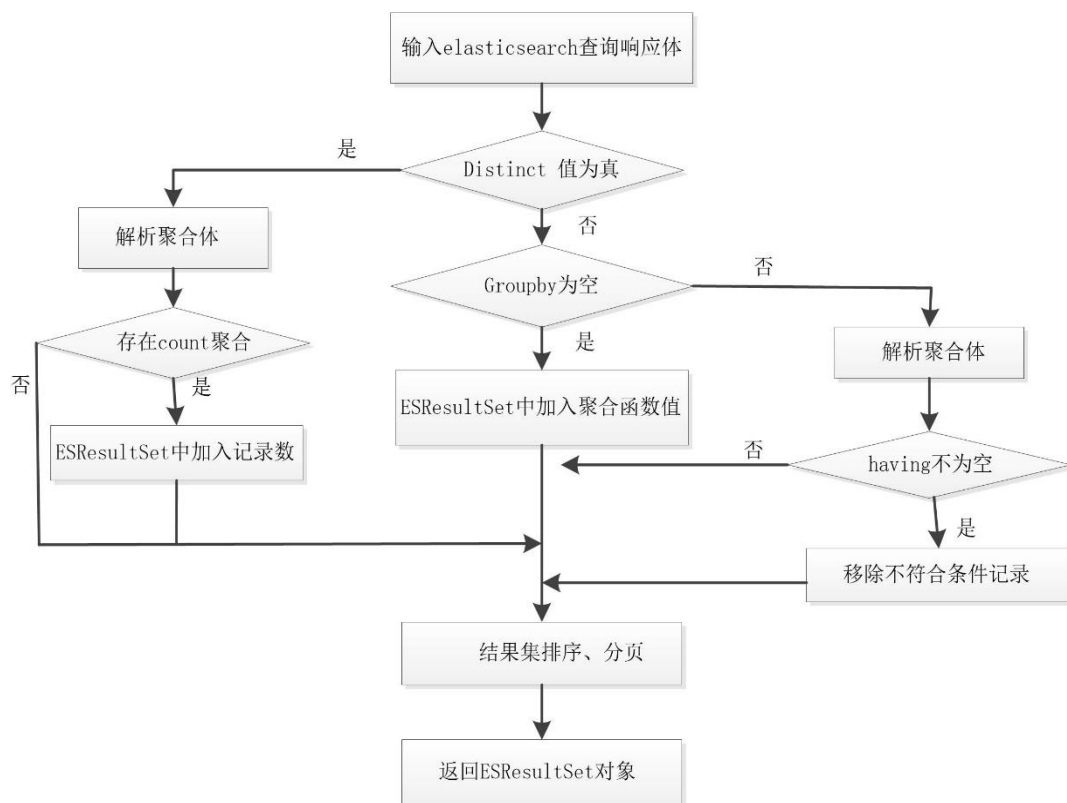 输入elasticsearch查询响应体
是
Distinct 值为真
否
解析聚合体
Groupby为空
否
存在count聚合
是
解析聚合体
否
是
ESResultSet中加入聚合函数值
ESResultSet中加入记录数
否
having不为空
是
移除不符合条件记录
结果集排序、分页
返回ESResultSet对象